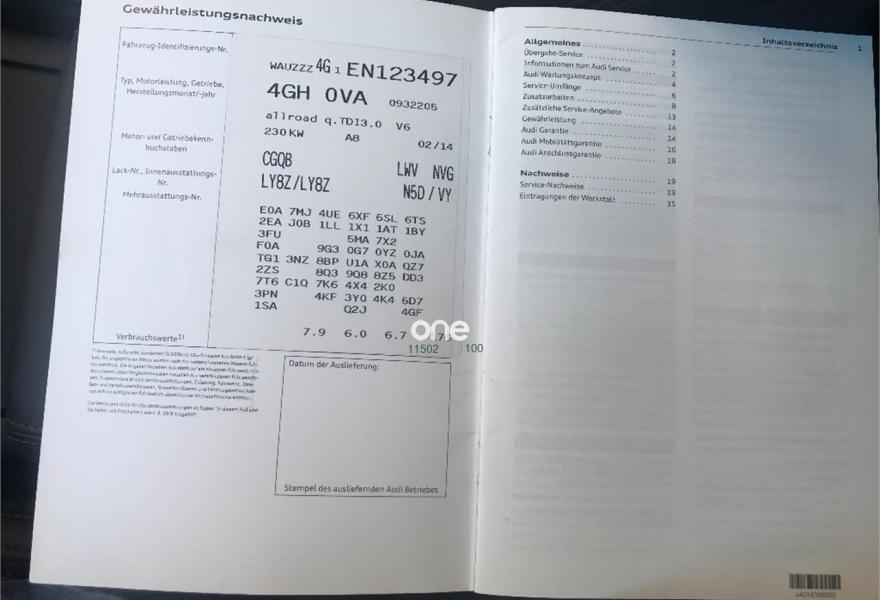 Gewährleistungsnachweis
Fahrzeug-Identifizierungs-Nr.
WAUZZZ 4G 1 EN123497
Typ, Motorleistung, Getriebe,
Herstellungsmonat/-jahr
4GH 0VA 0932205
allroad q.TDI3.0 V6
230 KW A8 02/14
Motor- und Getriebekenn-
buchstaben
CGQB LWV NVG
Lack-Nr., Innenausstattungs-
Nr.
LY8Z/LY8Z N5D / VY
Mehrausstattungs-Nr.
E0A 7MJ 4UE 6XF 6SL 6TS
2EA J0B 1LL 1X1 1AT 1BY
3FU 5MA 7X2
F0A 9G3 0G7 0YZ 0JA
TG1 3NZ 8BP U1A X0A QZ7
2ZS 8Q3 9Q8 8Z5 DD3
7T6 C1Q 7K6 4X4 2K0
3PN 4KF 3Y0 4K4 5D7
1SA Q2J 4GF
Verbrauchswerte1)
7.9 6.0 6.7
one
11502 100
Datum der Auslieferung:
Stempel des ausliefernden Audi Betriebes
Inhaltsverzeichnis 1
Allgemeines 2
Übergabe-Service 2
Informationen zum Audi Service 2
Audi Wartungskonzept 4
Service-Umfänge 6
Zusatzarbeiten 8
Zusätzliche Service-Angebote 13
Gewährleistung 14
Audi Garantie 14
Audi Mobilitätsgarantie 16
Audi Anschlussgarantie 18
Nachweise 19
Service-Nachweise 19
Eintragungen der Werkstatt 35